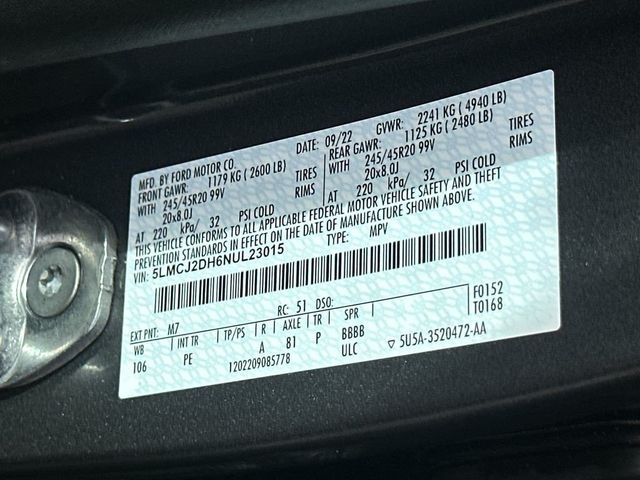 MFD. BY FORD MOTOR CO.
DATE: 09/22 GVWR: 2241 KG ( 4940 LB)
FRONT GAWR: 1179 KG ( 2600 LB)
REAR GAWR: 1125 KG ( 2480 LB)
WITH 245/45R20 99V TIRES
WITH 245/45R20 99V TIRES
20x8.0J RIMS
20x8.0J RIMS
AT 220 kPa/ 32 PSI COLD
AT 220 kPa/ 32 PSI COLD
THIS VEHICLE CONFORMS TO ALL APPLICABLE FEDERAL MOTOR VEHICLE SAFETY AND THEFT
PREVENTION STANDARDS IN EFFECT ON THE DATE OF MANUFACTURE SHOWN ABOVE.
VIN: 5LMCJ2DH6NUL23015 TYPE: MPV
EXT PNT: M7 RC: 51 DSO:
WB INT TR TP/PS R AXLE TR SPR
106 PE A 81 P BBBB
1202209085778 ULC
F0152
T0168
5U5A-3520472-AA